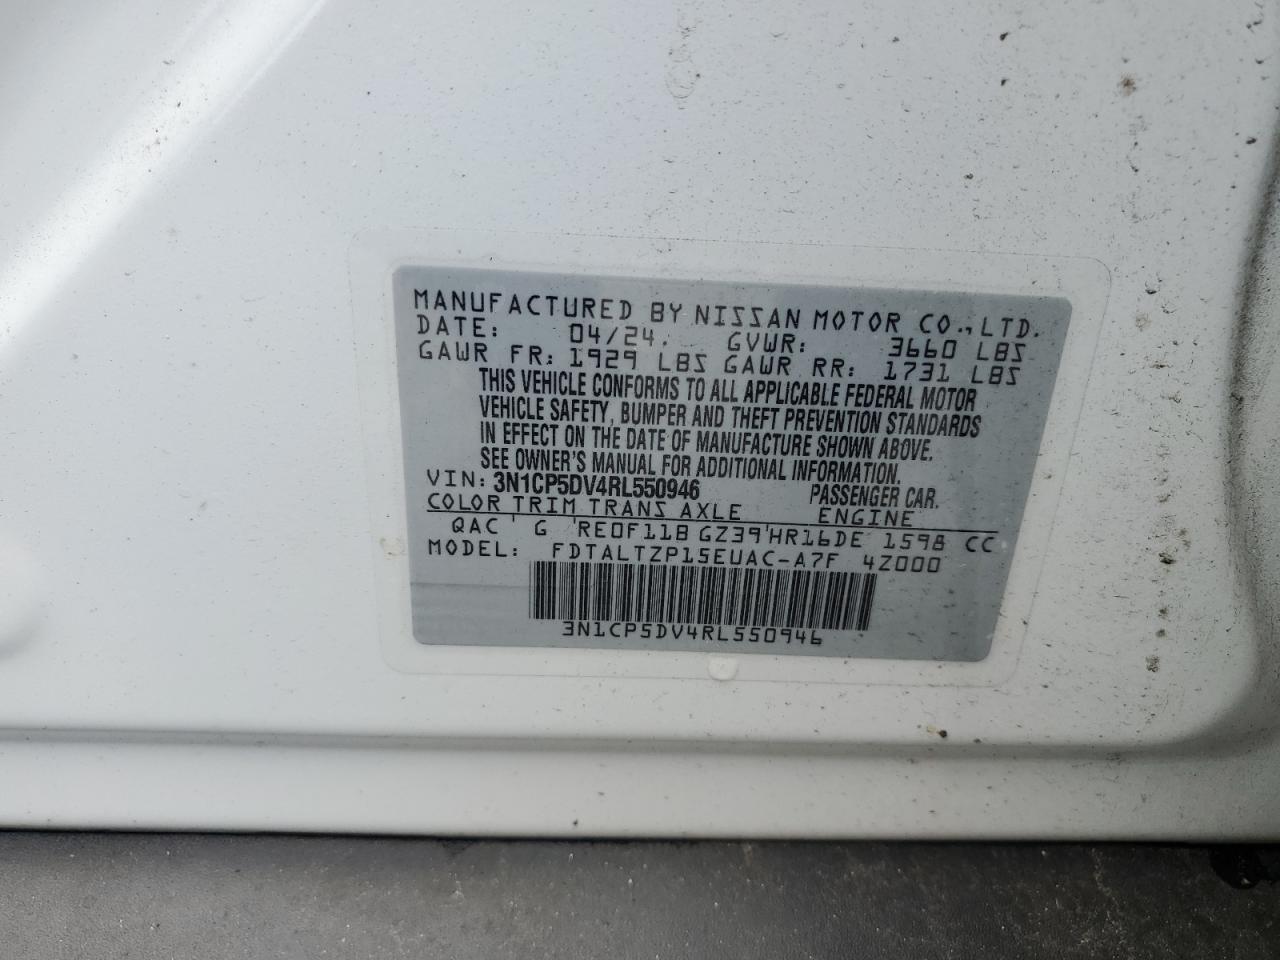 MANUFACTURED BY NISSAN MOTOR CO., LTD.
DATE: 04/24. GVWR: 3660 LBS
GAWR FR: 1929 LBS GAWR RR: 1731 LBS
THIS VEHICLE CONFORMS TO ALL APPLICABLE FEDERAL MOTOR
VEHICLE SAFETY, BUMPER AND THEFT PREVENTION STANDARDS
IN EFFECT ON THE DATE OF MANUFACTURE SHOWN ABOVE.
SEE OWNER'S MANUAL FOR ADDITIONAL INFORMATION.
VIN: 3N1CP5DV4RL550946 PASSENGER CAR.
COLOR TRIM TRANS AXLE ENGINE
QAC ' G 'RE0F11B GZ39'HR16DE 1598 CC
MODEL: FDTALTZP15EUAC-A7F 4Z000
3N1CP5DV4RL550946